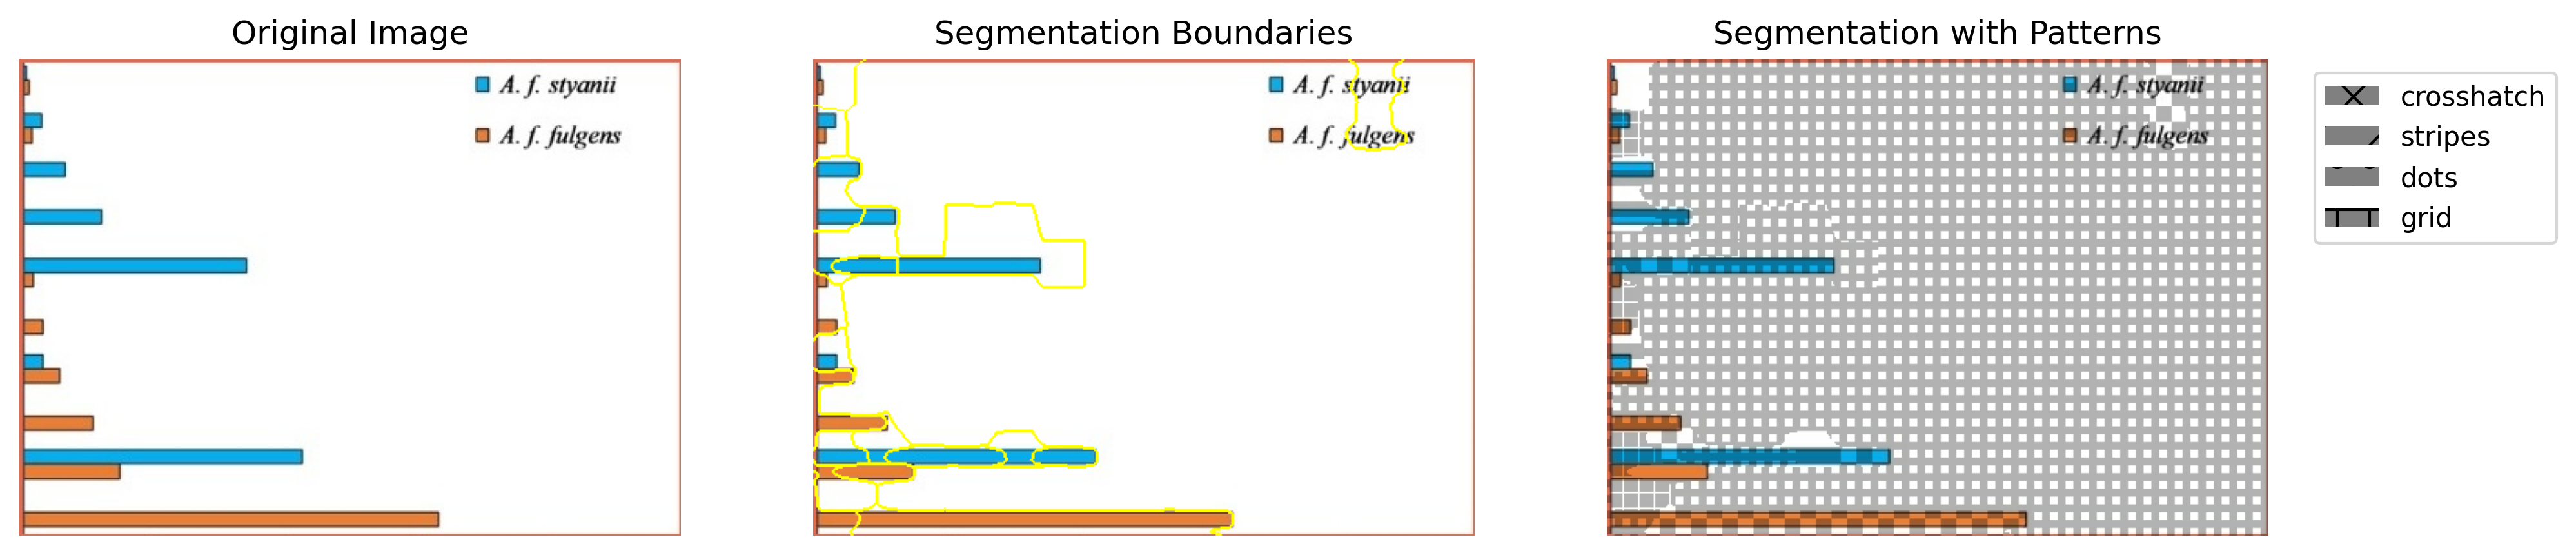 Original Image
A. f. styanii
A. f. fulgens
Segmentation Boundaries
A. f. styanii
A. f. fulgens
Segmentation with Patterns
A. f. styanii
A. f. fulgens
crosshatch
stripes
dots
grid